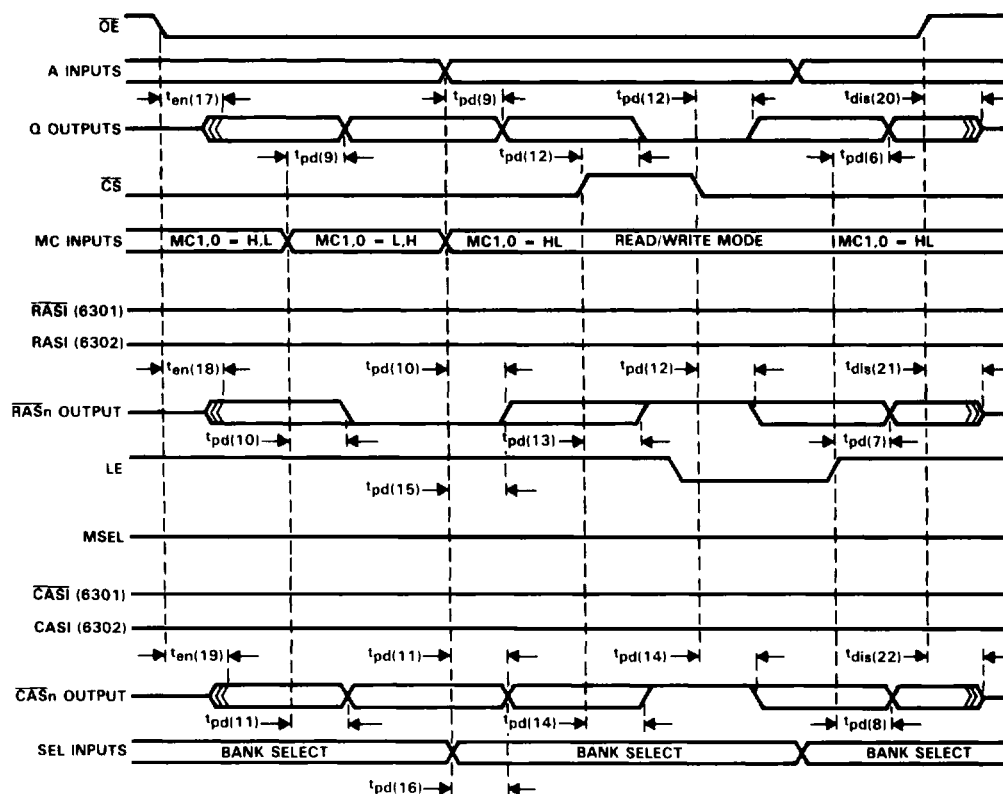 OE
A INPUTS
ten(17) tpd(9) tpd(12) tdis(20)
Q OUTPUTS
tpd(9) tpd(12) tpd(6)
CS
MC INPUTS MC1,0 = H,L MC1,0 = L,H MC1,0 = HL READ/WRITE MODE MC1,0 = HL
RASI (6301)
RASI (6302)
ten(18) tpd(10) tpd(12) tdis(21)
RASn OUTPUT
tpd(10) tpd(13) tpd(7)
LE
tpd(15)
MSEL
CASI (6301)
CASI (6302)
ten(19) tpd(11) tpd(14) tdis(22)
CASn OUTPUT
tpd(11) tpd(14) tpd(8)
SEL INPUTS BANK SELECT BANK SELECT BANK SELECT
tpd(16)